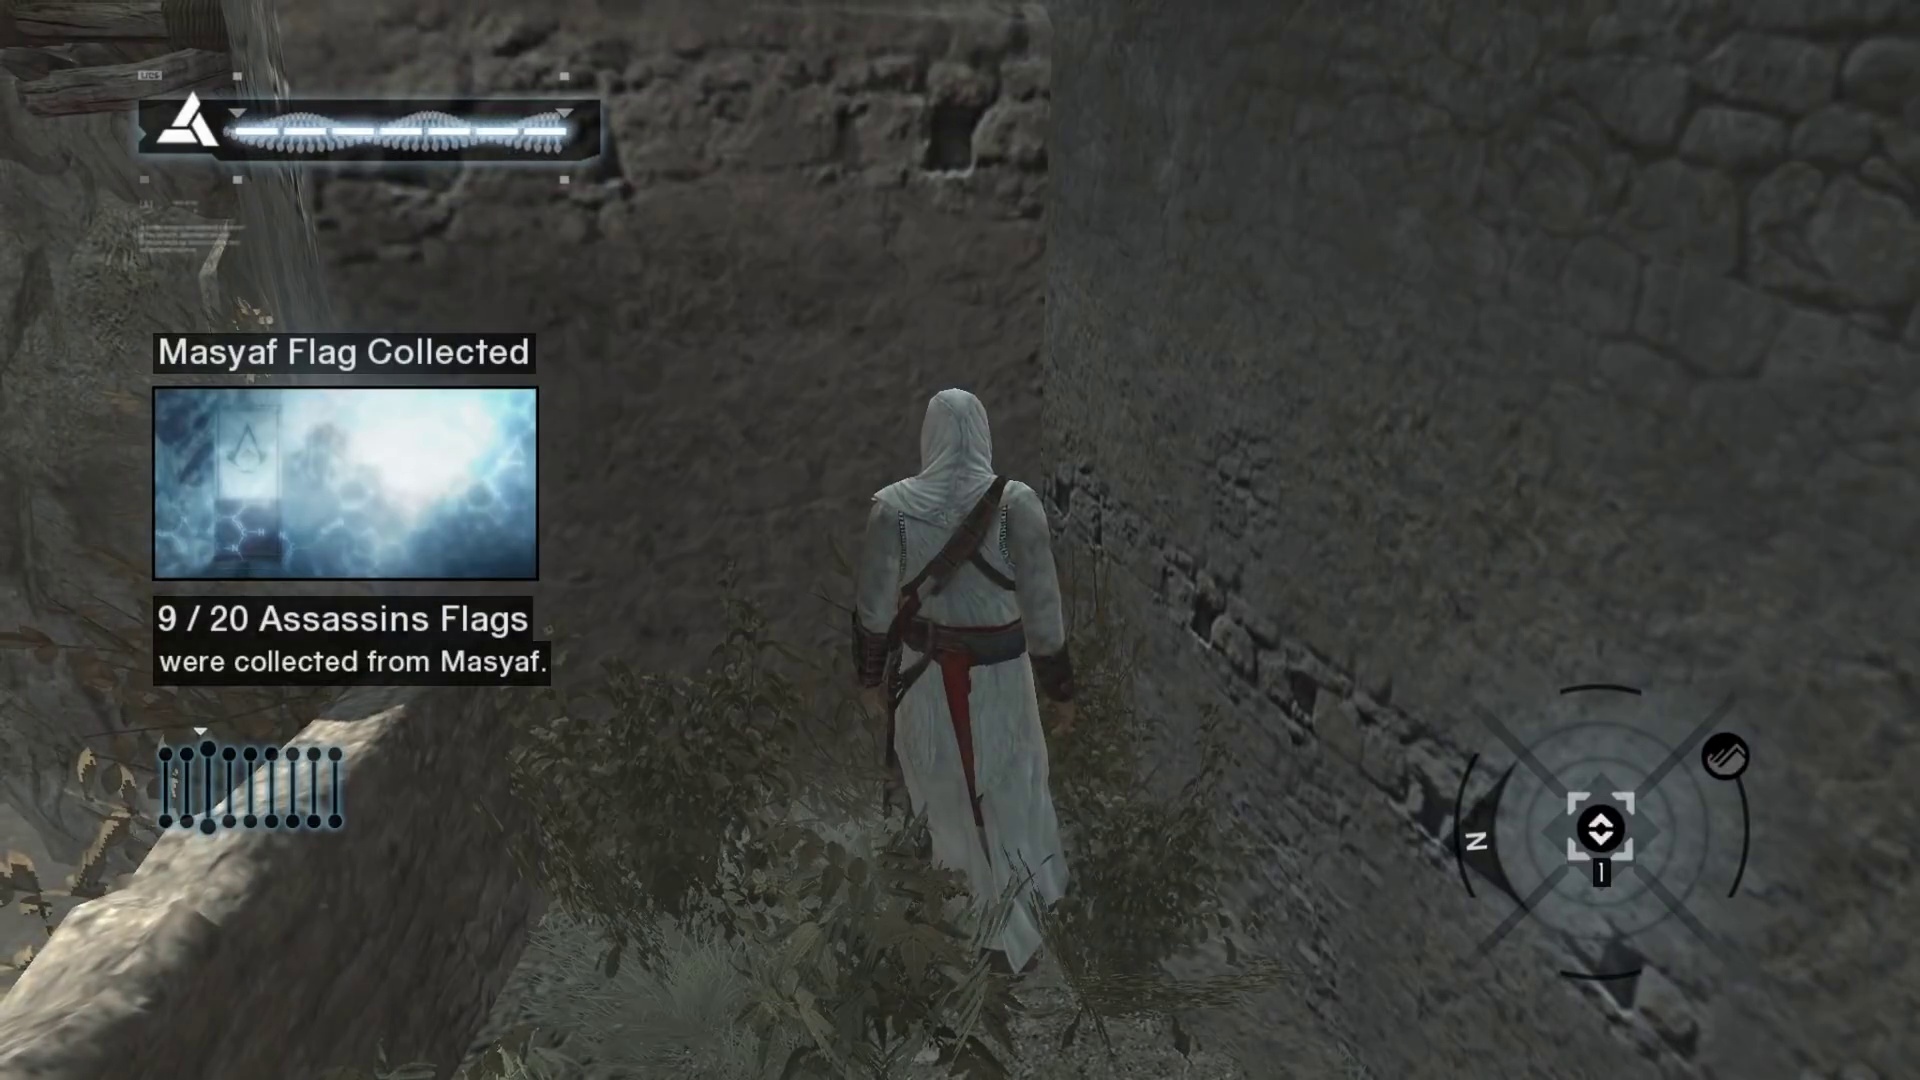 Masyaf Flag Collected
9 / 20 Assassins Flags
were collected from Masyaf.
N
1